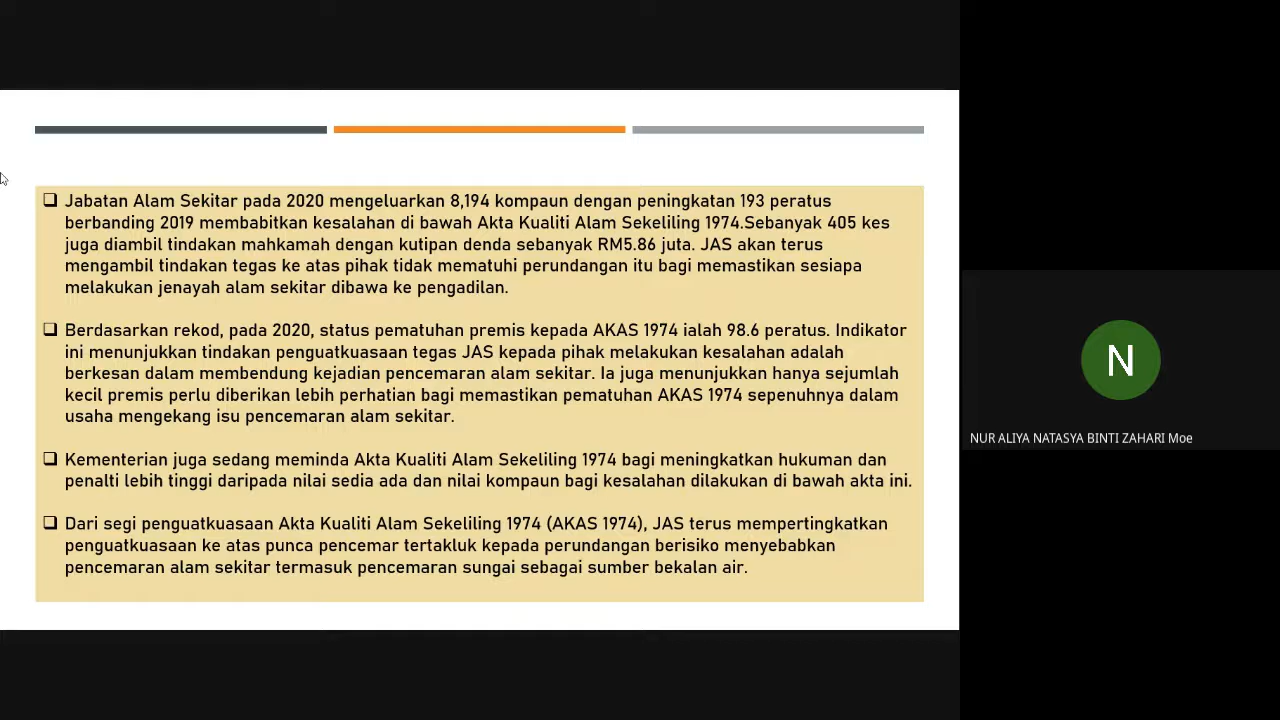 ❑ Jabatan Alam Sekitar pada 2020 mengeluarkan 8,194 kompaun dengan peningkatan 193 peratus
berbanding 2019 membabitkan kesalahan di bawah Akta Kualiti Alam Sekeliling 1974.Sebanyak 405 kes
juga diambil tindakan mahkamah dengan kutipan denda sebanyak RM5.86 juta. JAS akan terus
mengambil tindakan tegas ke atas pihak tidak mematuhi perundangan itu bagi memastikan sesiapa
melakukan jenayah alam sekitar dibawa ke pengadilan.
❑ Berdasarkan rekod, pada 2020, status pematuhan premis kepada AKAS 1974 ialah 98.6 peratus. Indikator
ini menunjukkan tindakan penguatkuasaan tegas JAS kepada pihak melakukan kesalahan adalah
berkesan dalam membendung kejadian pencemaran alam sekitar. Ia juga menunjukkan hanya sejumlah
kecil premis perlu diberikan lebih perhatian bagi memastikan pematuhan AKAS 1974 sepenuhnya dalam
usaha mengekang isu pencemaran alam sekitar.
❑ Kementerian juga sedang meminda Akta Kualiti Alam Sekeliling 1974 bagi meningkatkan hukuman dan
penalti lebih tinggi daripada nilai sedia ada dan nilai kompaun bagi kesalahan dilakukan di bawah akta ini.
❑ Dari segi penguatkuasaan Akta Kualiti Alam Sekeliling 1974 (AKAS 1974), JAS terus mempertingkatkan
penguatkuasaan ke atas punca pencemar tertakluk kepada perundangan berisiko menyebabkan
pencemaran alam sekitar termasuk pencemaran sungai sebagai sumber bekalan air.
N
NUR ALIYA NATASYA BINTI ZAHARI Moe